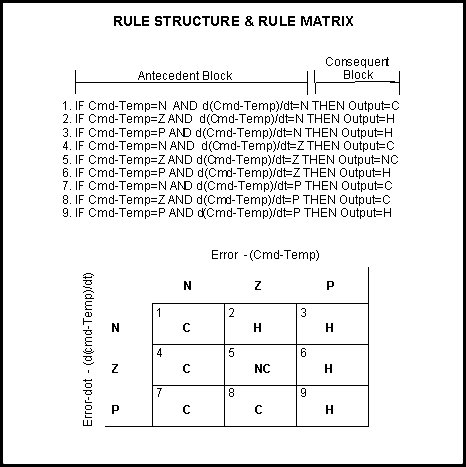 RULE STRUCTURE & RULE MATRIX
Antecedent Block
Consequent
Block
1. IF Cmd-Temp=N AND d(Cmd-Temp)/dt=N THEN Output=C
2. IF Cmd-Temp=Z AND d(Cmd-Temp)/dt=N THEN Output=H
3. IF Cmd-Temp=P AND d(Cmd-Temp)/dt=N THEN Output=H
4. IF Cmd-Temp=N AND d(Cmd-Temp)/dt=Z THEN Output=C
5. IF Cmd-Temp=Z AND d(Cmd-Temp)/dt=Z THEN Output=NC
6. IF Cmd-Temp=P AND d(Cmd-Temp)/dt=Z THEN Output=H
7. IF Cmd-Temp=N AND d(Cmd-Temp)/dt=P THEN Output=C
8. IF Cmd-Temp=Z AND d(Cmd-Temp)/dt=P THEN Output=C
9. IF Cmd-Temp=P AND d(Cmd-Temp)/dt=P THEN Output=H
Error - (Cmd-Temp)
Error-dot - (d(cmd-Temp)/dt)
N Z P
1 2 3
N C H H
4 5 6
Z C NC H
7 8 9
P C C H